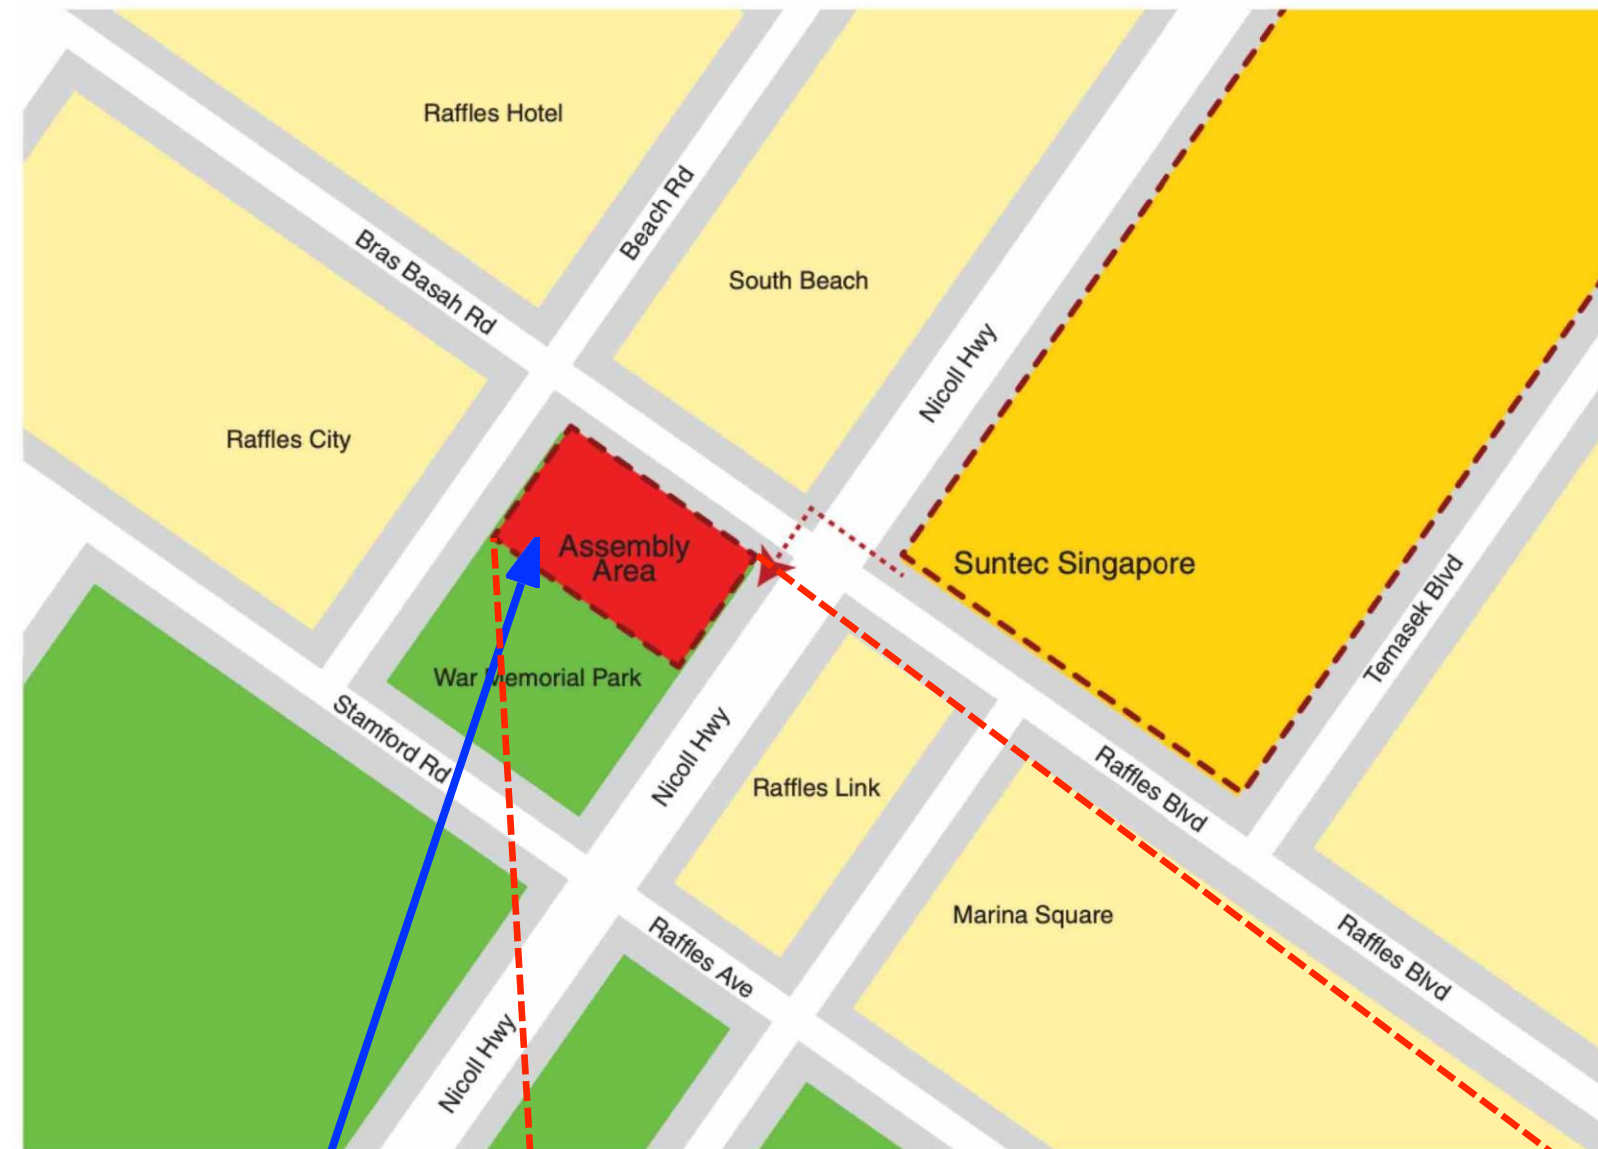 Raffles Hotel
Beach Rd
Bras Basah Rd
South Beach
Nicoll Hwy
Raffles City
Assembly
Area
Suntec Singapore
Temasek Blvd
War Memorial Park
Stamford Rd
Nicoll Hwy
Raffles Link
Raffles Blvd
Marina Square
Raffles Ave
Raffles Blvd
Nicoll Hwy